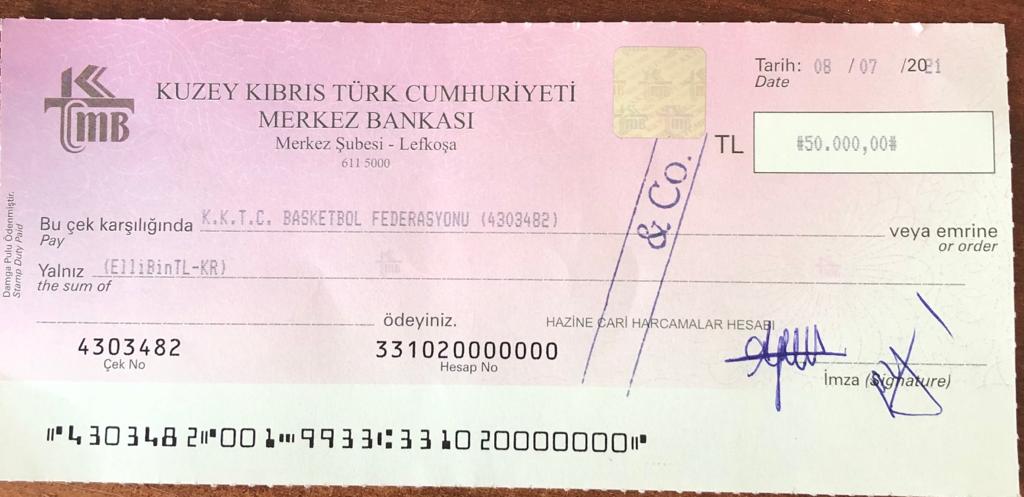 KTMB
KUZEY KIBRIS TÜRK CUMHURİYETİ
MERKEZ BANKASI
Merkez Şubesi - Lefkoşa
611 5000
Tarih: 08 / 07 /2021
Date
TL #50.000,00#
& Co.
Damga Pulu Ödenmiştir.
Stamp Duty Paid
Bu çek karşılığında K.K.T.C. BASKETBOL FEDERASYONU (4303482) veya emrine
Pay or order
Yalnız (ElliBinTL-KR)
the sum of
ödeyiniz. HAZİNE CARİ HARCAMALAR HESABI
4303482 331020000000
Çek No Hesap No
İmza (Signature)
⑈4303482⑈001⑉9933⑆331020000000⑈